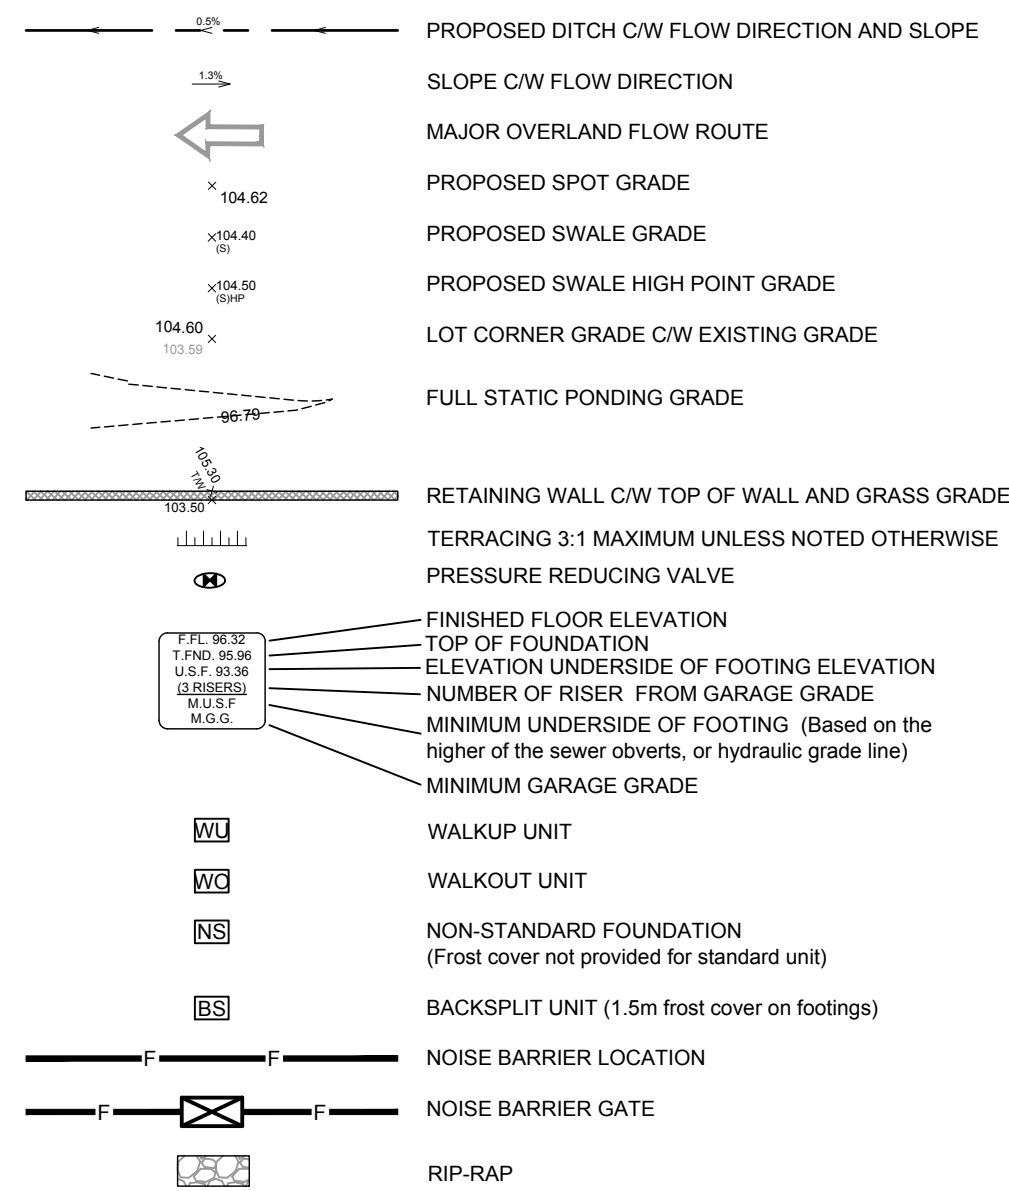 0.5%
PROPOSED DITCH C/W FLOW DIRECTION AND SLOPE
1.3%
SLOPE C/W FLOW DIRECTION
MAJOR OVERLAND FLOW ROUTE
104.62
PROPOSED SPOT GRADE
104.40
(S)
PROPOSED SWALE GRADE
104.50
(S)HP
PROPOSED SWALE HIGH POINT GRADE
104.60
103.59
LOT CORNER GRADE C/W EXISTING GRADE
96.79
FULL STATIC PONDING GRADE
105.30
T/W
103.50
RETAINING WALL C/W TOP OF WALL AND GRASS GRADE
TERRACING 3:1 MAXIMUM UNLESS NOTED OTHERWISE
PRESSURE REDUCING VALVE
F.FL. 96.32
T.FND. 95.96
U.S.F. 93.36
(3 RISERS)
M.U.S.F
M.G.G.
FINISHED FLOOR ELEVATION
TOP OF FOUNDATION
ELEVATION UNDERSIDE OF FOOTING ELEVATION
NUMBER OF RISER FROM GARAGE GRADE
MINIMUM UNDERSIDE OF FOOTING (Based on the
higher of the sewer obverts, or hydraulic grade line)
MINIMUM GARAGE GRADE
WU
WALKUP UNIT
WO
WALKOUT UNIT
NS
NON-STANDARD FOUNDATION
(Frost cover not provided for standard unit)
BS
BACKSPLIT UNIT (1.5m frost cover on footings)
F F
NOISE BARRIER LOCATION
F F
NOISE BARRIER GATE
RIP-RAP